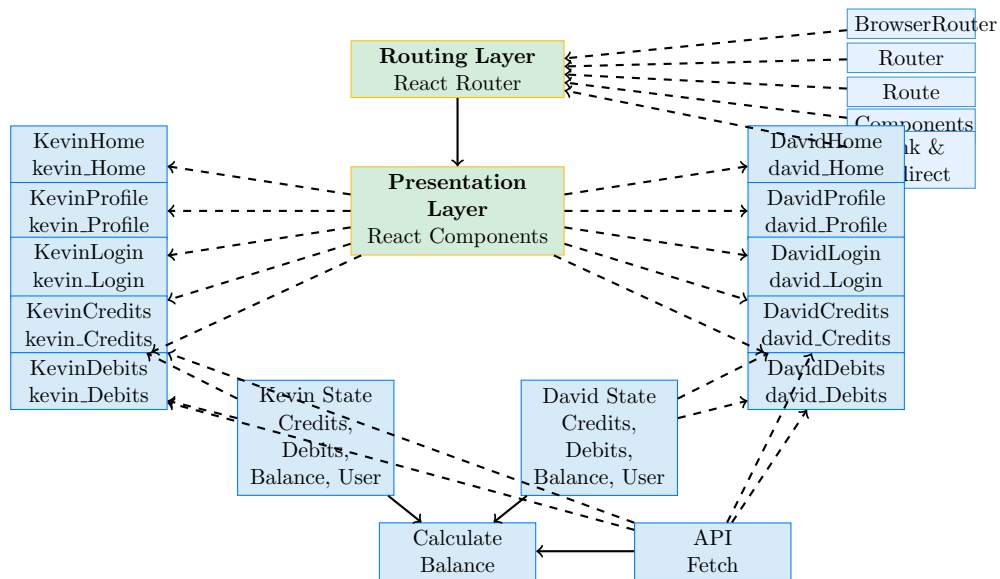 BrowserRouter
Routing Layer
React Router
Router
Route
Components
KevinHome
kevin_Home
DavidHome
david_Home
nk &
direct
Presentation
Layer
React Components
KevinProfile
kevin_Profile
DavidProfile
david_Profile
KevinLogin
kevin_Login
DavidLogin
david_Login
KevinCredits
kevin_Credits
DavidCredits
david_Credits
KevinDebits
kevin_Debits
DavidDebits
david_Debits
Kevin State
Credits,
Debits,
Balance, User
David State
Credits,
Debits,
Balance, User
Calculate
Balance
API
Fetch